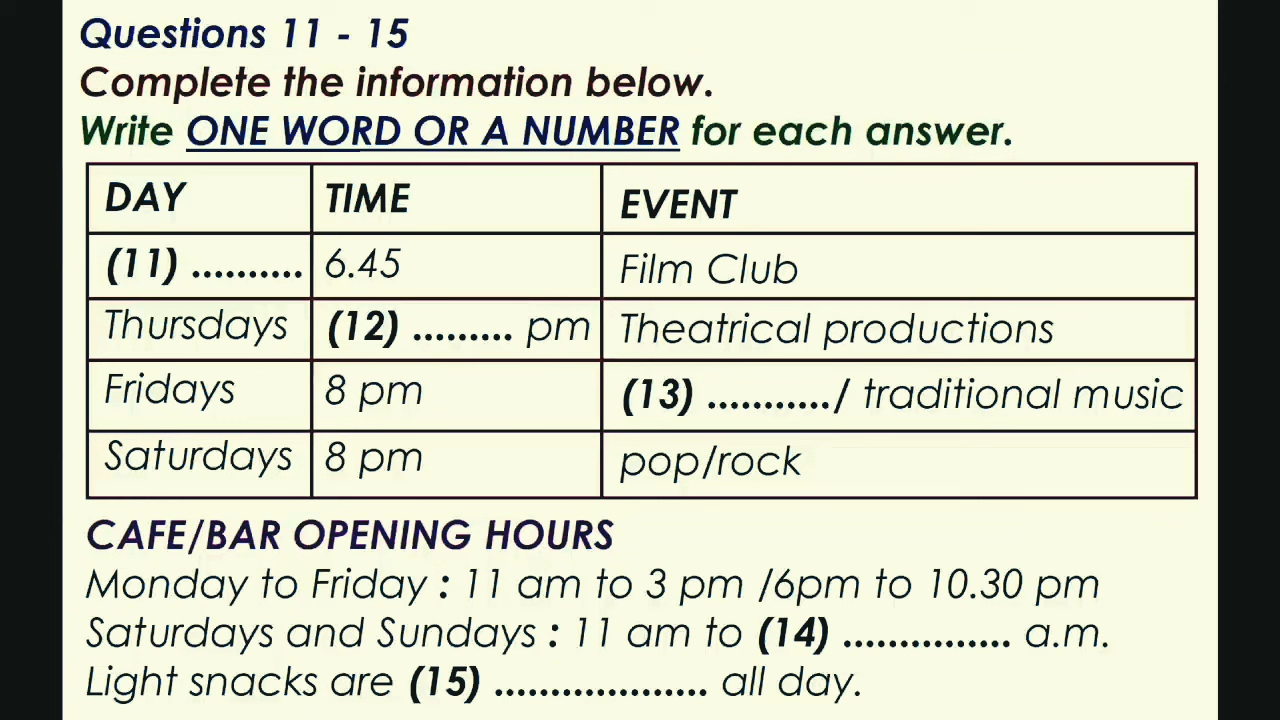 Questions 11 - 15
Complete the information below.
Write ONE WORD OR A NUMBER for each answer.
DAY TIME EVENT
(11) .......... 6.45 Film Club
Thursdays (12) ......... pm Theatrical productions
Fridays 8 pm (13) .........../ traditional music
Saturdays 8 pm pop/rock
CAFE/BAR OPENING HOURS
Monday to Friday : 11 am to 3 pm /6pm to 10.30 pm
Saturdays and Sundays : 11 am to (14) ............... a.m.
Light snacks are (15) ................... all day.